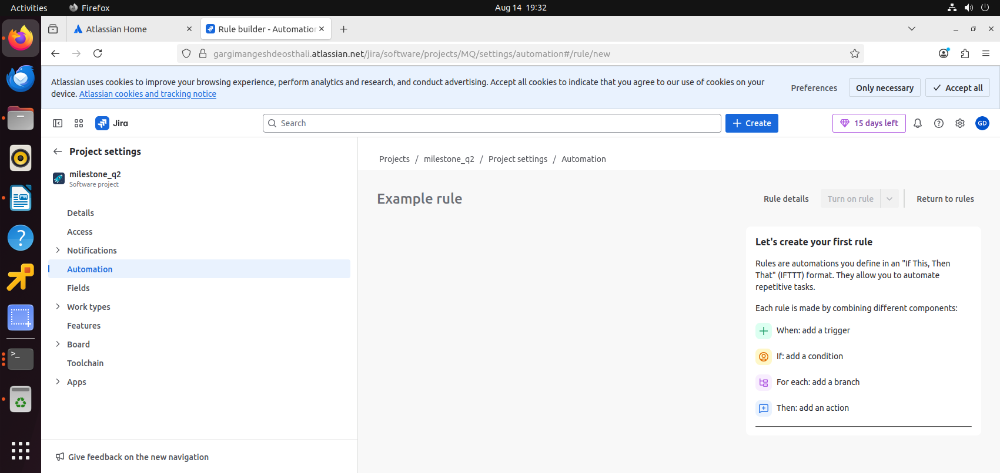 Activities
Firefox
Aug 14 19:32
Atlassian Home
Rule builder - Automation
gargimangeshdeosthali.atlassian.net/jira/software/projects/MQ/settings/automation#/rule/new
Atlassian uses cookies to improve your browsing experience, perform analytics and research, and conduct advertising. Accept all cookies to indicate that you agree to our use of cookies on your
device. Atlassian cookies and tracking notice
Preferences
Only necessary
Accept all
Jira
Search
Create
15 days left
GD
Project settings
milestone_q2
Software project
Details
Access
Notifications
Automation
Fields
Work types
Features
Board
Toolchain
Apps
Give feedback on the new navigation
Projects / milestone_q2 / Project settings / Automation
Example rule
Rule details
Turn on rule
Return to rules
Let's create your first rule
Rules are automations you define in an "If This, Then
That" (IFTTT) format. They allow you to automate
repetitive tasks.
Each rule is made by combining different components:
When: add a trigger
If: add a condition
For each: add a branch
Then: add an action